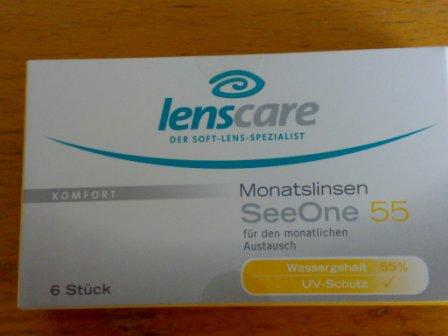 lenscare
DER SOFT-LENS-SPEZIALIST
KOMFORT
Monatslinsen
SeeOne 55
für den monatlichen
Austausch
Wassergehalt 55%
UV-Schutz ✓
6 Stück